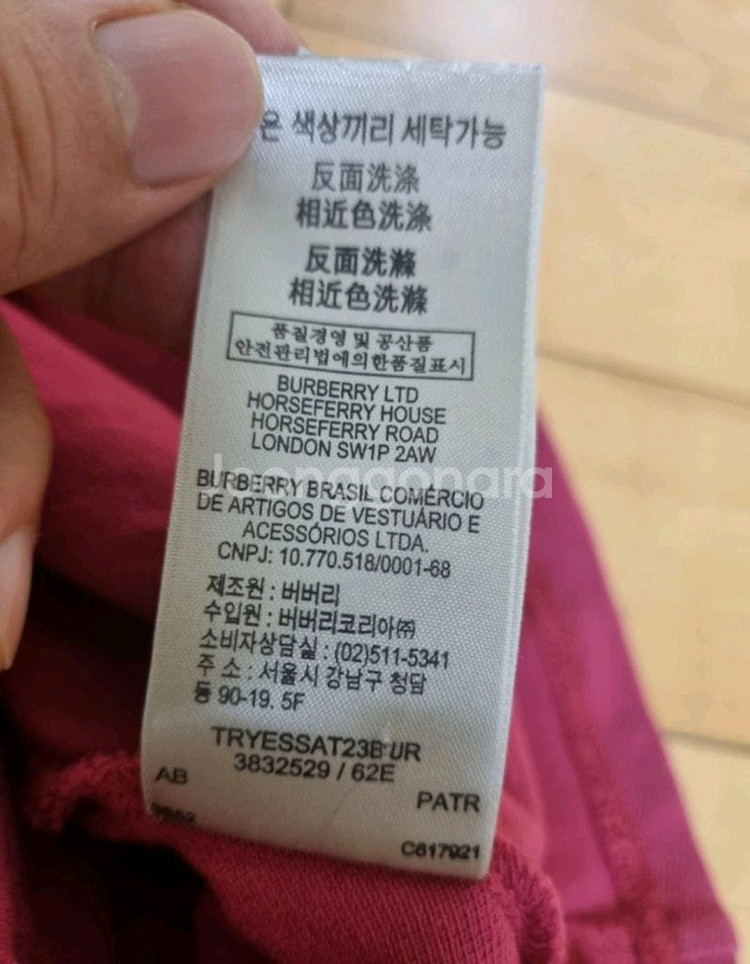 은 색상끼리 세탁가능
反面洗涤
相近色洗涤
反面洗滌
相近色洗滌
품질경영 및 공산품
안전관리법에의한품질표시
BURBERRY LTD
HORSEFERRY HOUSE
HORSEFERRY ROAD
LONDON SW1P 2AW
joonggonara
BURBERRY BRASIL COMÉRCIO
DE ARTIGOS DE VESTUÁRIO E
ACESSÓRIOS LTDA.
CNPJ: 10.770.518/0001-68
제조원 : 버버리
수입원 : 버버리코리아㈜
소비자상담실 : (02)511-5341
주 소 : 서울시 강남구 청담
동 90-19. 5F
TRYESSAT23B UR
3832529 / 62E
AB
PATR
C617921